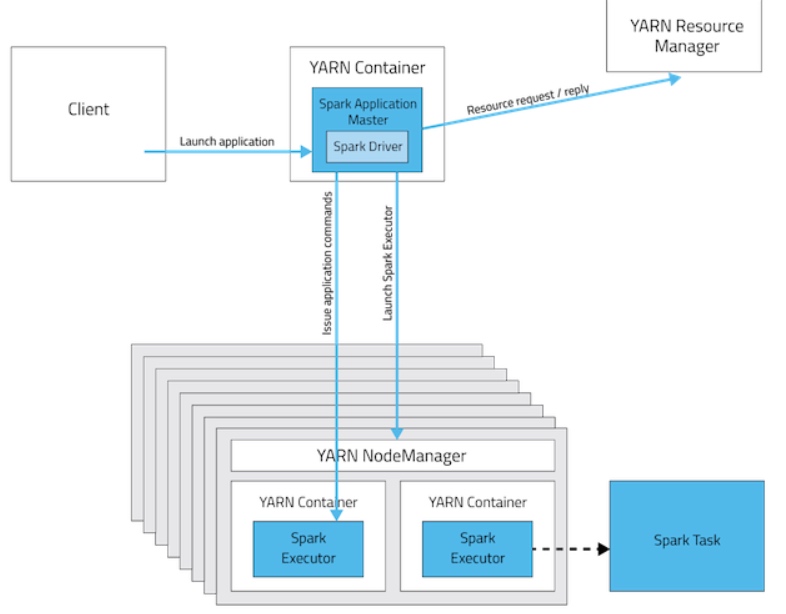 YARN Resource
Manager
YARN Container
Client
Spark Application
Master
Spark Driver
Launch application
Resource request / reply
Issue application commands
Launch Spark Executor
YARN NodeManager
YARN Container
YARN Container
Spark
Executor
Spark
Executor
Spark Task